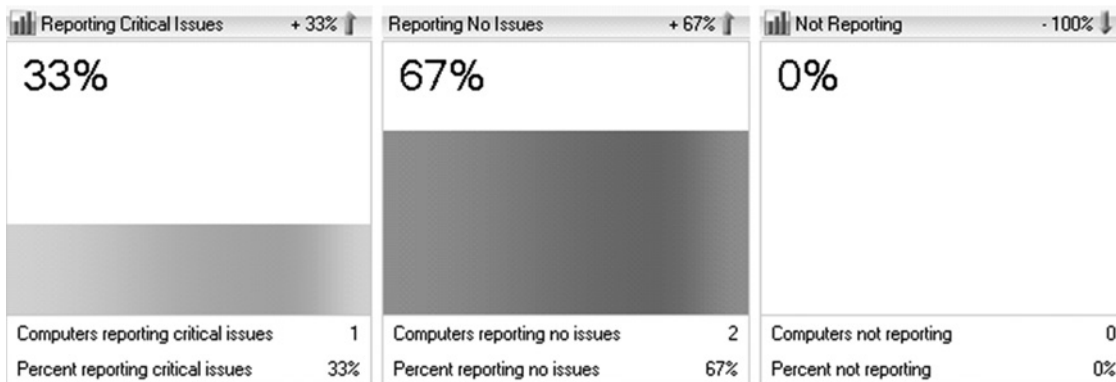 Reporting Critical Issues + 33%
33%
Computers reporting critical issues 1
Percent reporting critical issues 33%
Reporting No Issues + 67%
67%
Computers reporting no issues 2
Percent reporting no issues 67%
Not Reporting - 100%
0%
Computers not reporting 0
Percent not reporting 0%